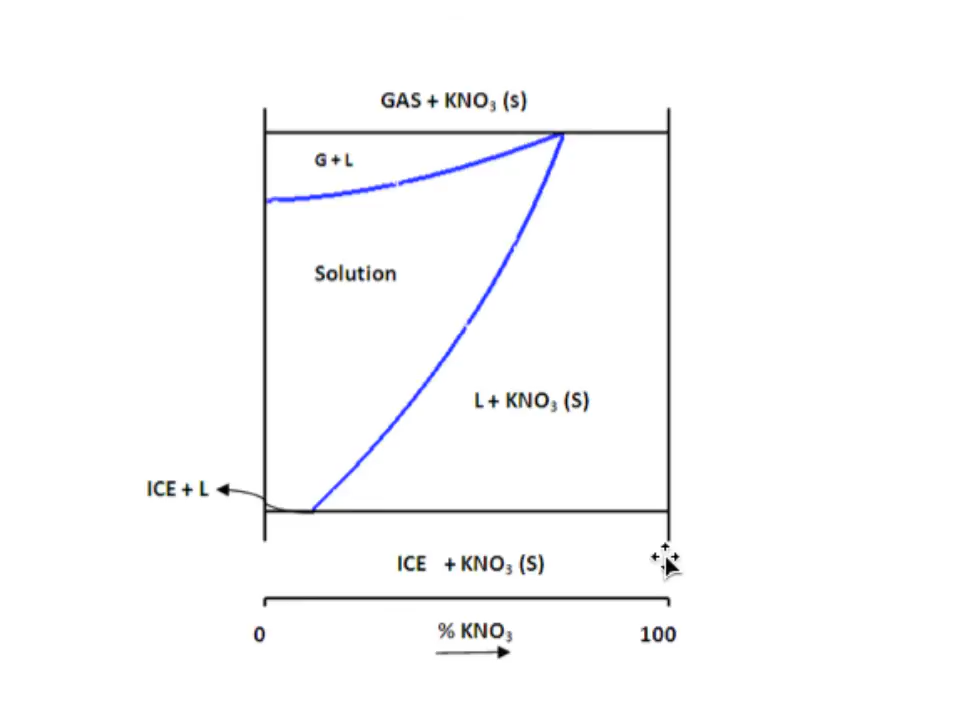 GAS + KNO₃ (s)
G + L
Solution
L + KNO₃ (S)
ICE + L
ICE + KNO₃ (S)
0
% KNO₃
100